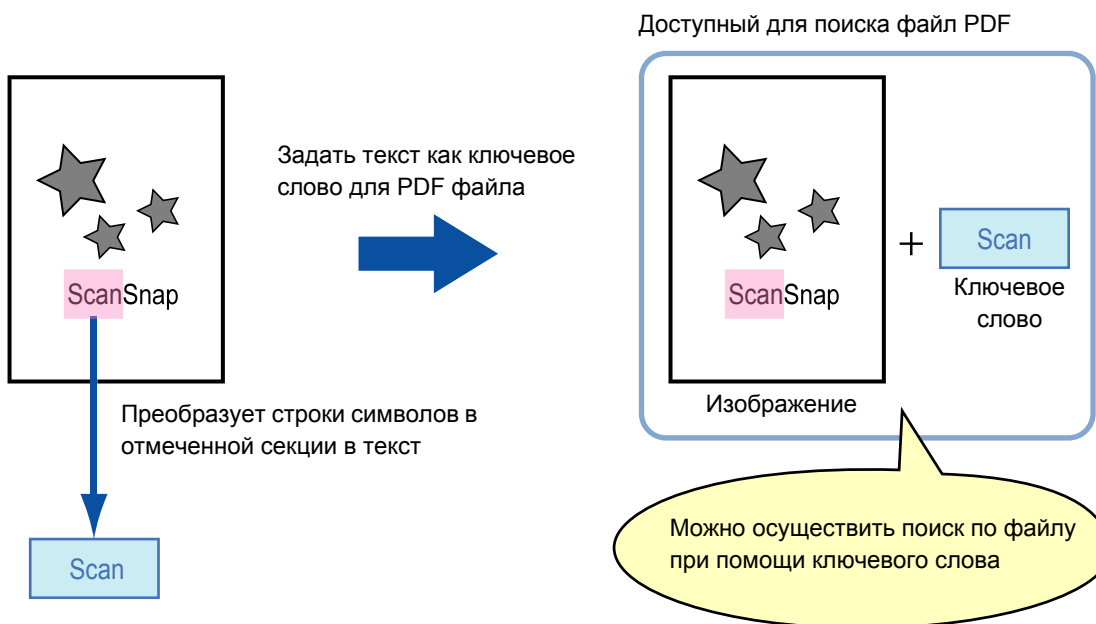 Доступный для поиска файл PDF
Задать текст как ключевое
слово для PDF файла
ScanSnap
Преобразует строки символов в
отмеченной секции в текст
Scan
ScanSnap
Изображение
+
Scan
Ключевое
слово
Можно осуществить поиск по файлу
при помощи ключевого слова